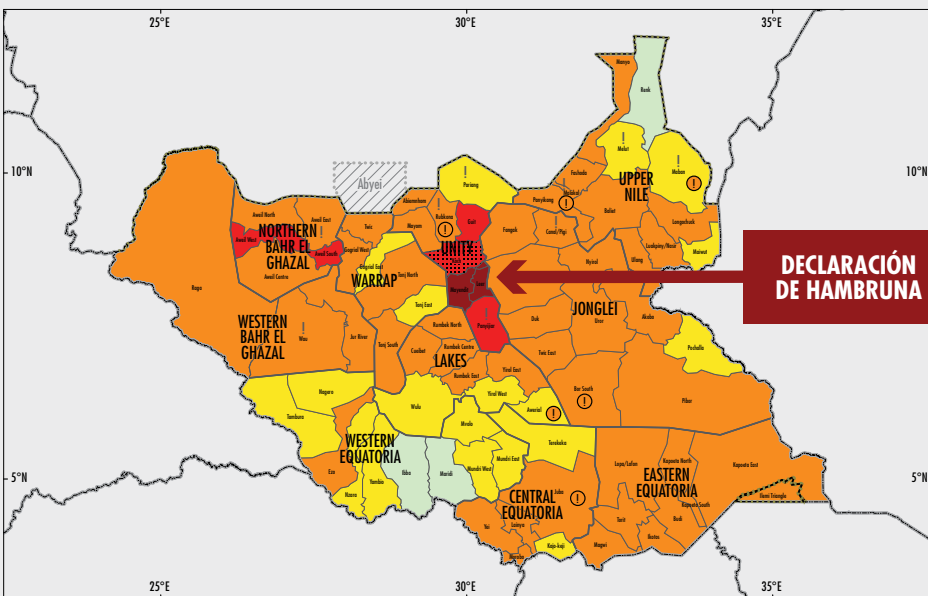 25°E
30°E
35°E
10°N
10°N
5°N
5°N
25°E
30°E
35°E
DECLARACIÓN
DE HAMBRUNA
Abyei
Manyo
Renk
Melut
Maban
Fashoda
Malakal
Panyikang
UPPER
NILE
Baliet
Longochuk
Luakpiny/Nasir
Maiwut
Ulang
Pariang
Abiemnhom
Rubkona
Mayom
Guit
UNITY
Koch
Leer
Mayendit
Panyijiar
Fangak
Canal/Pigi
Nyirol
Uror
Duk
Akobo
JONGLEI
Pochalla
Twic East
Bor South
Pibor
Aweil North
Aweil East
Aweil West
Aweil South
Aweil Centre
NORTHERN
BAHR EL
GHAZAL
Twic
Gogrial West
Gogrial East
WARRAP
Tonj North
Tonj East
Tonj South
Raga
WESTERN
BAHR EL
GHAZAL
Wau
Jur River
Rumbek North
Cueibet
Rumbek Centre
LAKES
Rumbek East
Yirol East
Yirol West
Awerial
Wulu
Nagero
Tambura
Ezo
WESTERN
EQUATORIA
Nzara
Yambio
Ibba
Maridi
Mvolo
Mundri East
Mundri West
Terekeka
CENTRAL
EQUATORIA
Juba
Yei
Lainya
Morobo
Kajo-keji
Lopa/Lafon
Kapoeta North
Kapoeta East
EASTERN
EQUATORIA
Kapoeta South
Torit
Budi
Ikotos
Magwi
Ilemi Triangle